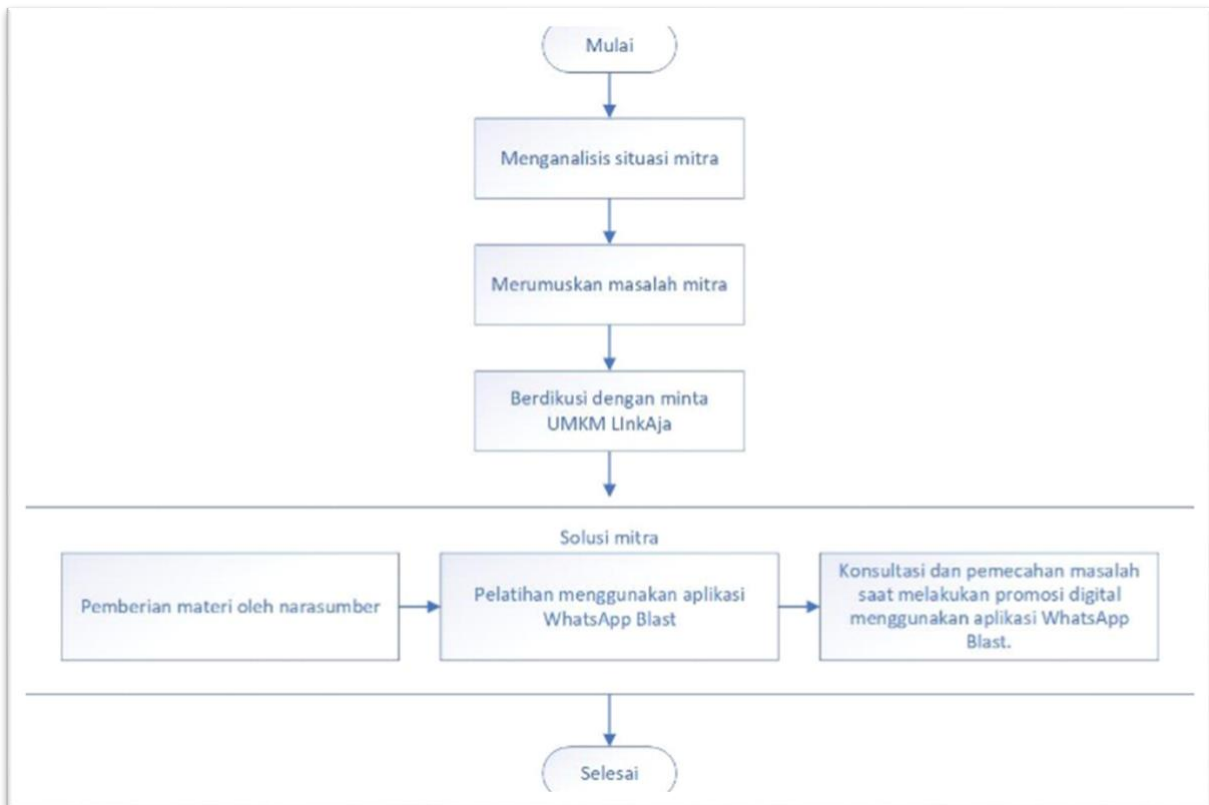 Mulai
Menganalisis situasi mitra
Merumuskan masalah mitra
Berdikusi dengan minta
UMKM LInkAja
Solusi mitra
Pemberian materi oleh narasumber
Pelatihan menggunakan aplikasi
WhatsApp Blast
Konsultasi dan pemecahan masalah
saat melakukan promosi digital
menggunakan aplikasi WhatsApp
Blast.
Selesai